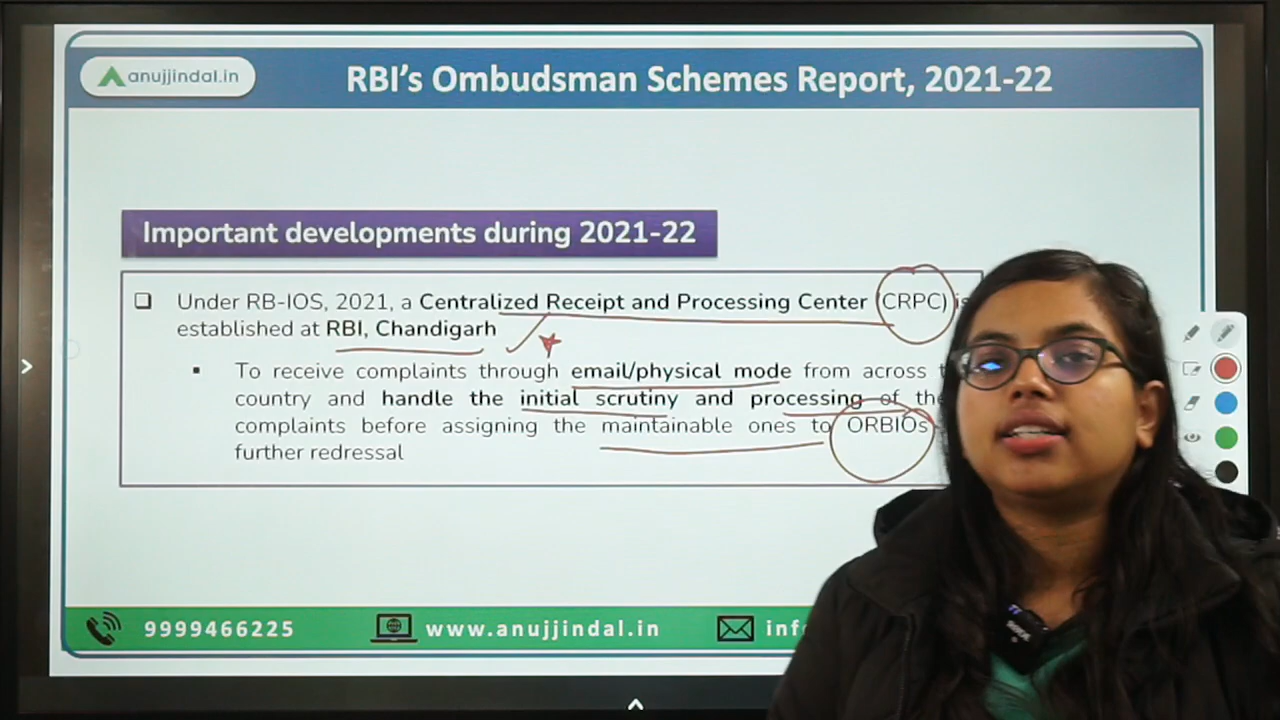 anujjindal.in
RBI's Ombudsman Schemes Report, 2021-22
Important developments during 2021-22
Under RB-IOS, 2021, a Centralized Receipt and Processing Center (CRPC) is
established at RBI, Chandigarh
To receive complaints through email/physical mode from across
country and handle the initial scrutiny and processing of the
complaints before assigning the maintainable ones to ORBIOs
further redressal
9999466225
www.anujjindal.in